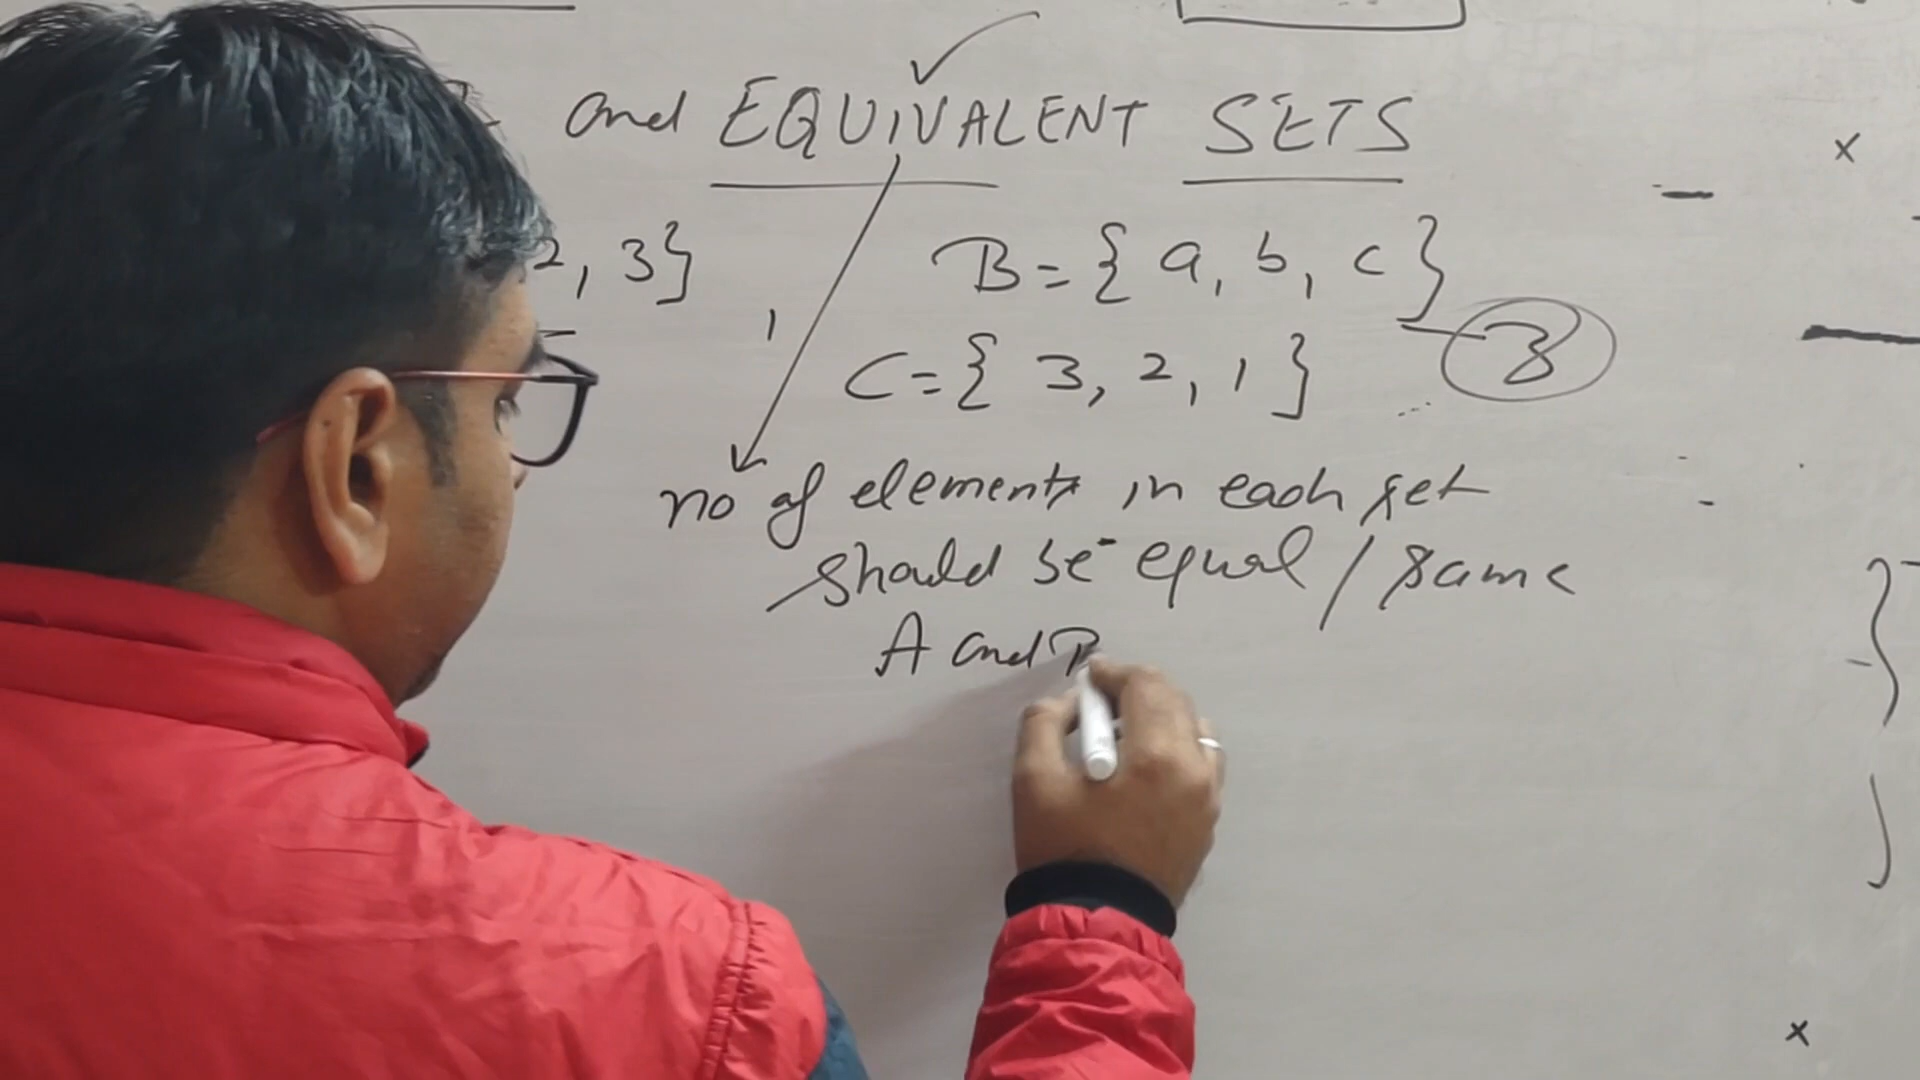 and EQUIVALENT SETS
2, 3} , B = { a, b, c }
3
C = { 3, 2, 1 }
no of elements in each set
should be equal / same
A and B